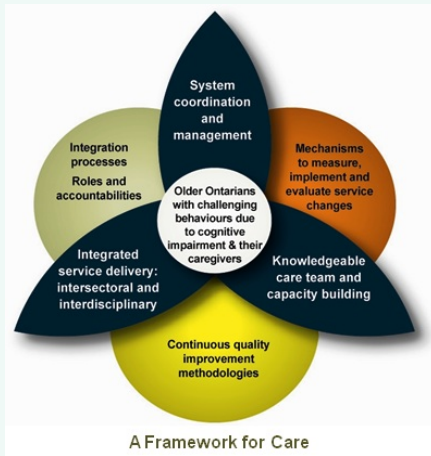 System
coordination
and
management
Integration
processes
Roles and
accountabilities
Mechanisms
to measure,
implement and
evaluate service
changes
Older Ontarians
with challenging
behaviours due
to cognitive
impairment & their
caregivers
Integrated
service delivery:
intersectoral and
interdisciplinary
Knowledgeable
care team and
capacity building
Continuous quality
improvement
methodologies
A Framework for Care